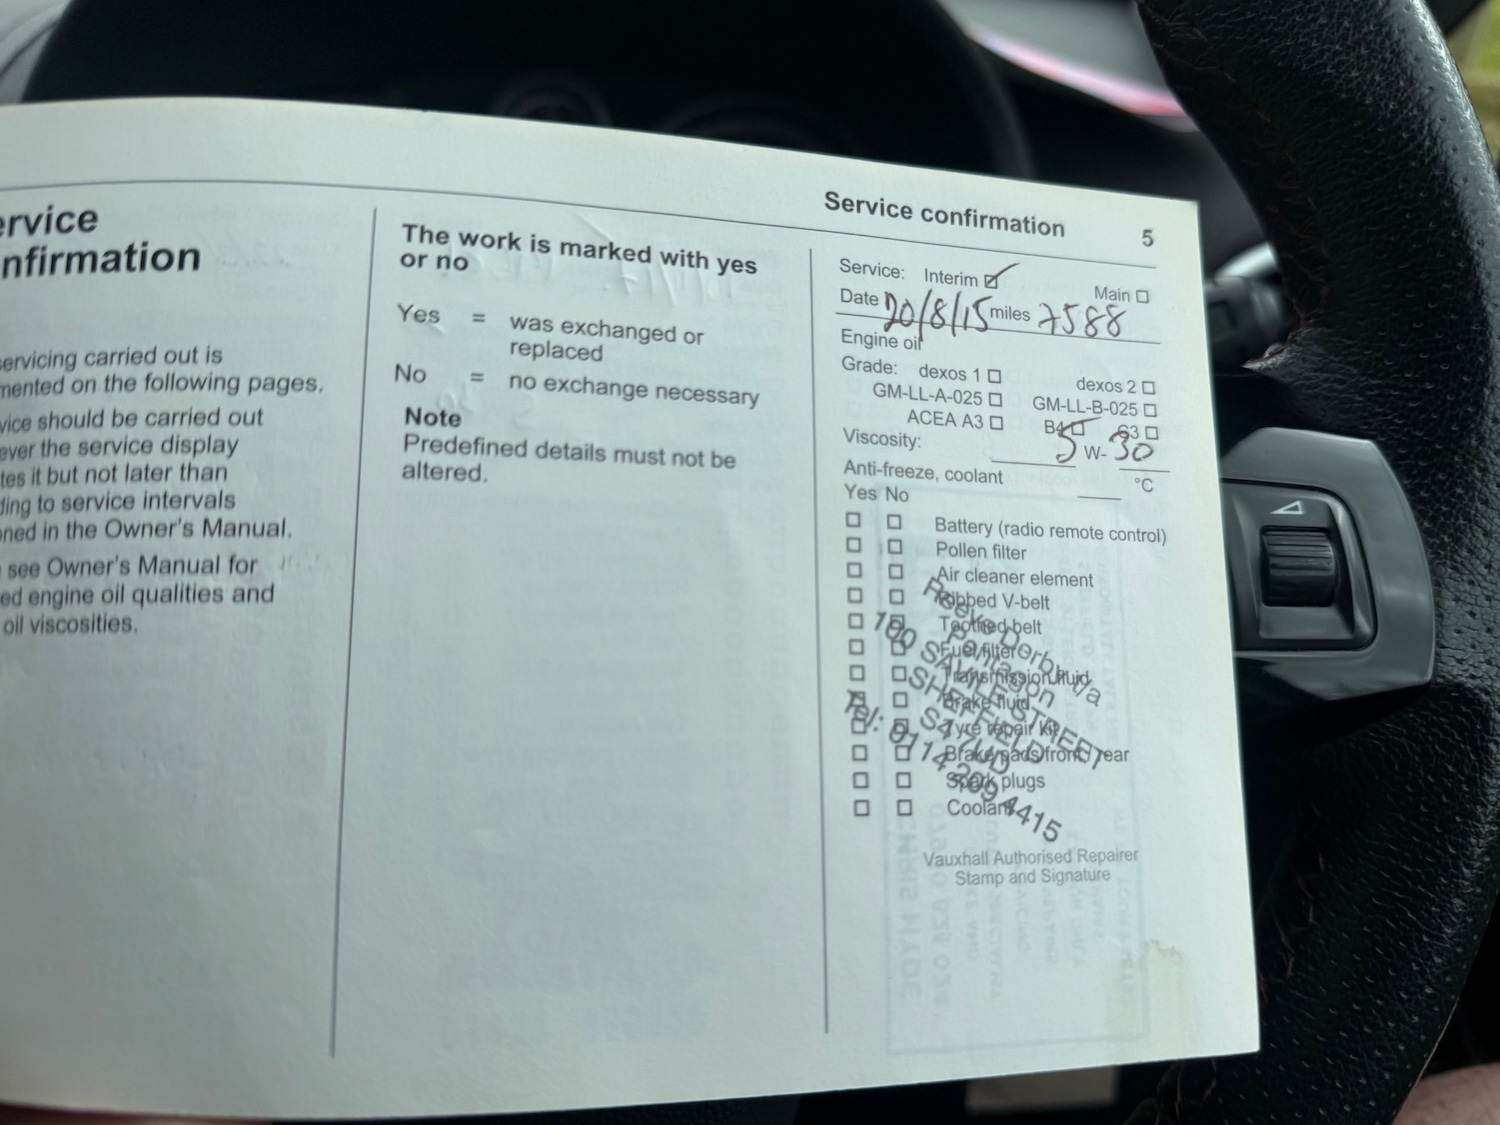 ervice
nfirmation
ervicing carried out is
mented on the following pages.
vice should be carried out
ever the service display
tes it but not later than
ding to service intervals
oned in the Owner's Manual.
see Owner's Manual for
ed engine oil qualities and
oil viscosities.
The work is marked with yes
or no
Yes = was exchanged or
replaced
No = no exchange necessary
Note
Predefined details must not be
altered.
Service confirmation 5
Service: Interim ☑ Main ☐
Date 20/8/15 miles 7588
Engine oil
Grade: dexos 1 ☐ dexos 2 ☐
GM-LL-A-025 ☐ GM-LL-B-025 ☐
ACEA A3 ☐ B4 ☐ C3 ☐
Viscosity: 5 W-30
Anti-freeze, coolant °C
Yes No
☐ ☐ Battery (radio remote control)
☐ ☐ Pollen filter
☐ ☐ Air cleaner element
☐ ☐ Ribbed V-belt
☐ ☐ Toothed belt
☐ ☐ Fuel filter
☐ ☐ Transmission fluid
☐ ☐ Brake fluid
☐ ☐ Tyre repair kit
☐ ☐ Brake pads front/rear
☐ ☐ Spark plugs
☐ ☐ Coolant
Pentagon
100 SAVILE STREET
SHEFFIELD
S4 7UD
Tel: 0114 209 4415
Vauxhall Authorised Repairer
Stamp and Signature